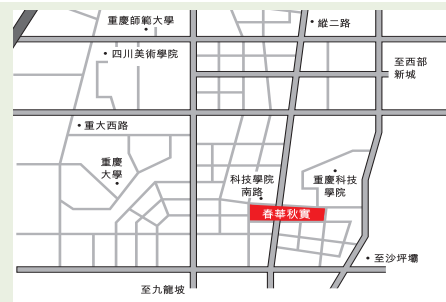 重慶師範大學
縱二路
四川美術學院
至西部
新城
重大西路
重慶
大學
科技學院
南路
重慶科技
學院
春華秋實
至沙坪壩
至九龍坡